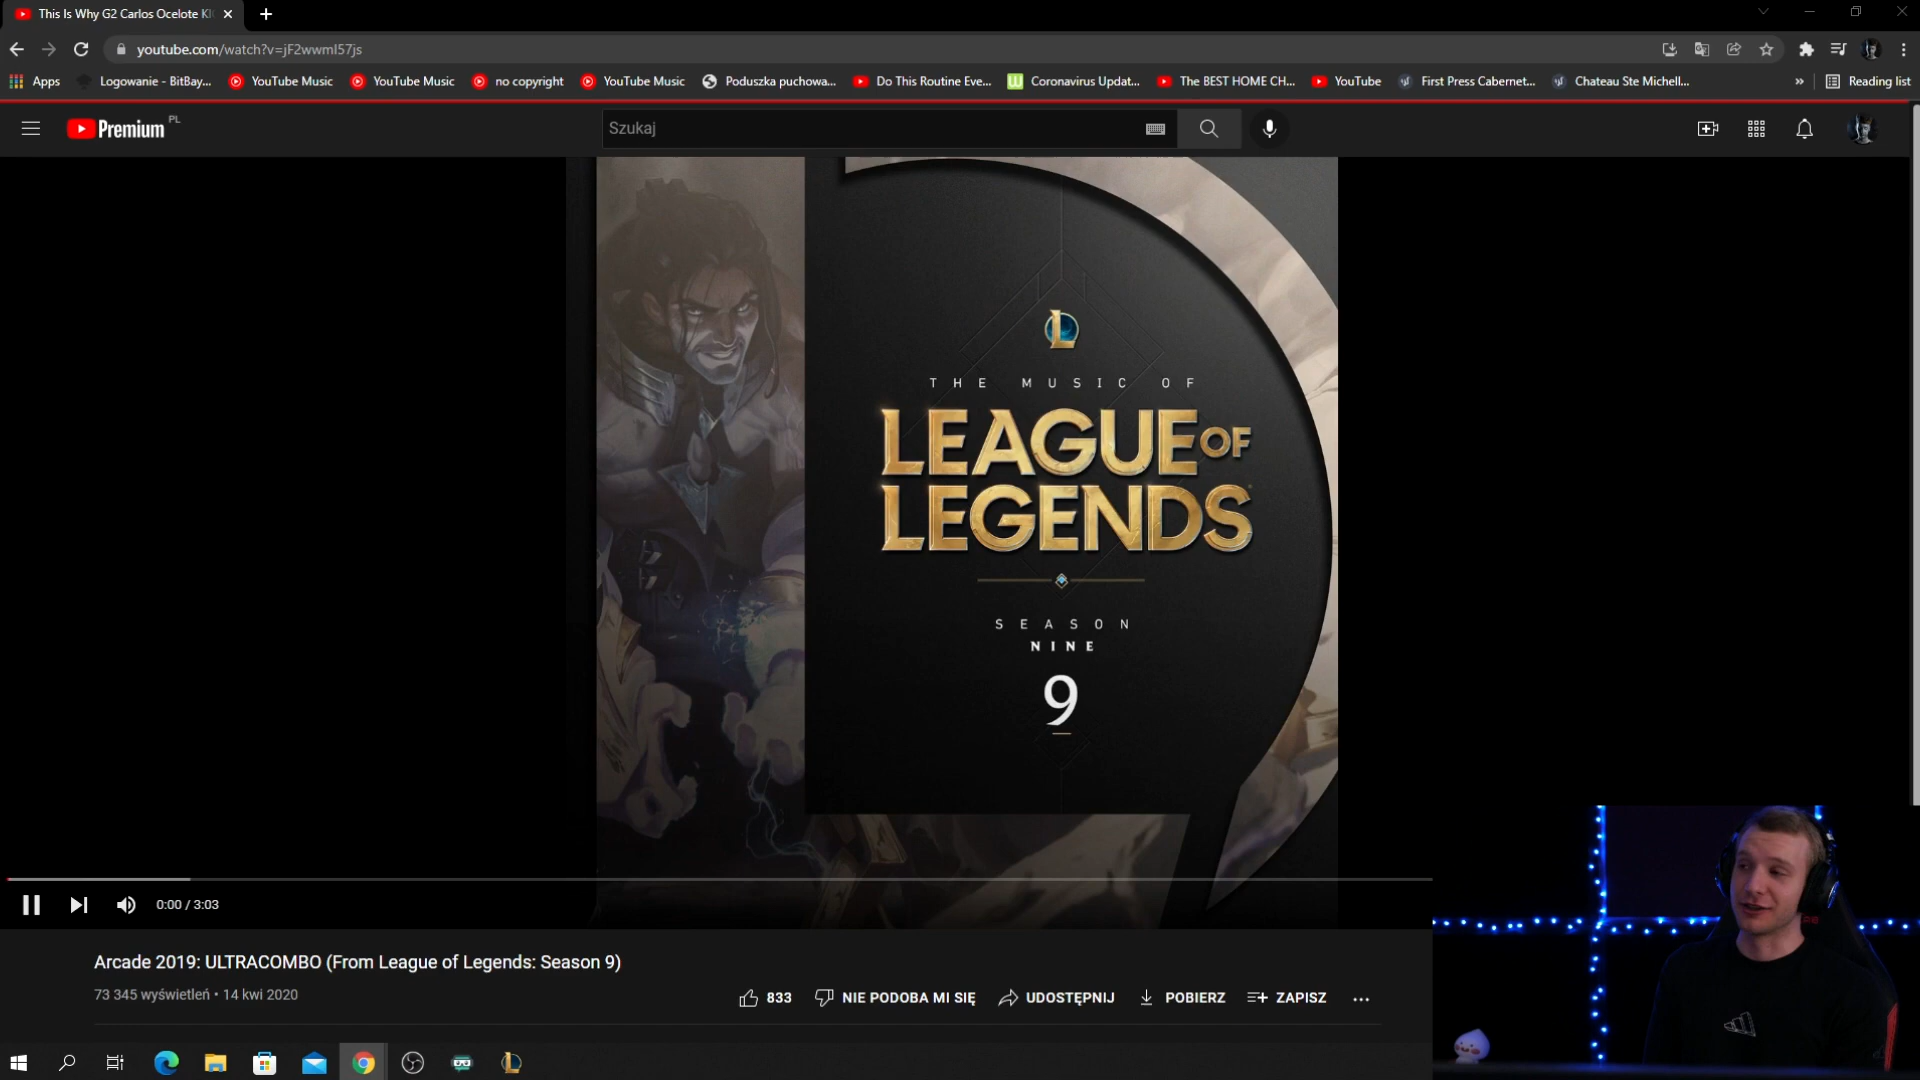 This Is Why G2 Carlos Ocelote KI
youtube.com/watch?v=jF2wwml57js
Apps
Logowanie - BitBay...
YouTube Music
YouTube Music
no copyright
YouTube Music
Poduszka puchowa...
Do This Routine Eve...
Coronavirus Updat...
The BEST HOME CH...
YouTube
First Press Cabernet...
Chateau Ste Michell...
»
Reading list
Premium PL
Szukaj
THE MUSIC OF
LEAGUE OF
LEGENDS
SEASON
NINE
9
0:00 / 3:03
Arcade 2019: ULTRACOMBO (From League of Legends: Season 9)
73 345 wyświetleń • 14 kwi 2020
833
NIE PODOBA MI SIĘ
UDOSTĘPNIJ
POBIERZ
ZAPISZ
...